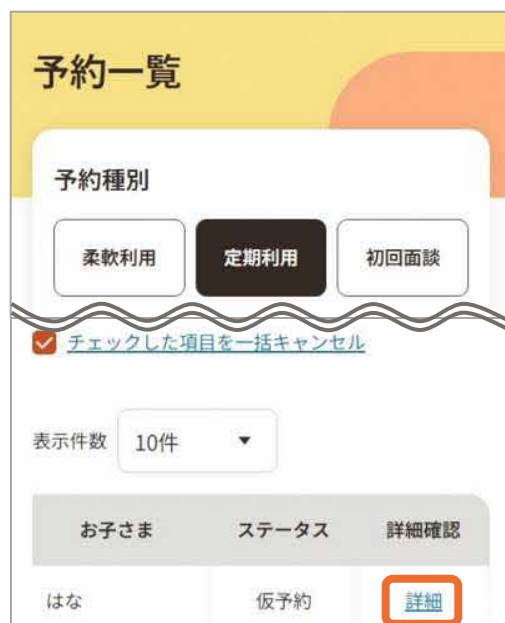 予約一覧
予約種別
柔軟利用 定期利用 初回面談
チェックした項目を一括キャンセル
表示件数 10件
お子さま ステータス 詳細確認
はな 仮予約 詳細